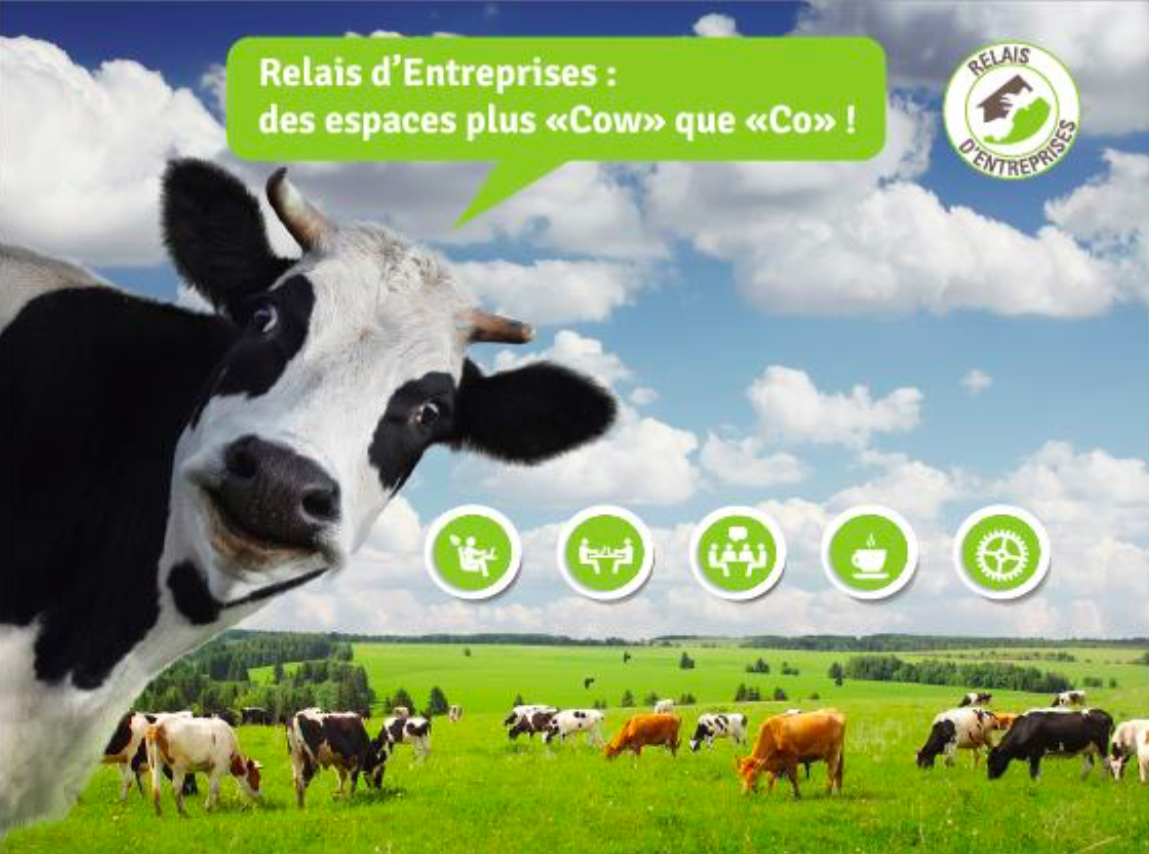 Relais d’Entreprises :
des espaces plus «Cow» que «Co» !
RELAIS
D'ENTREPRISES